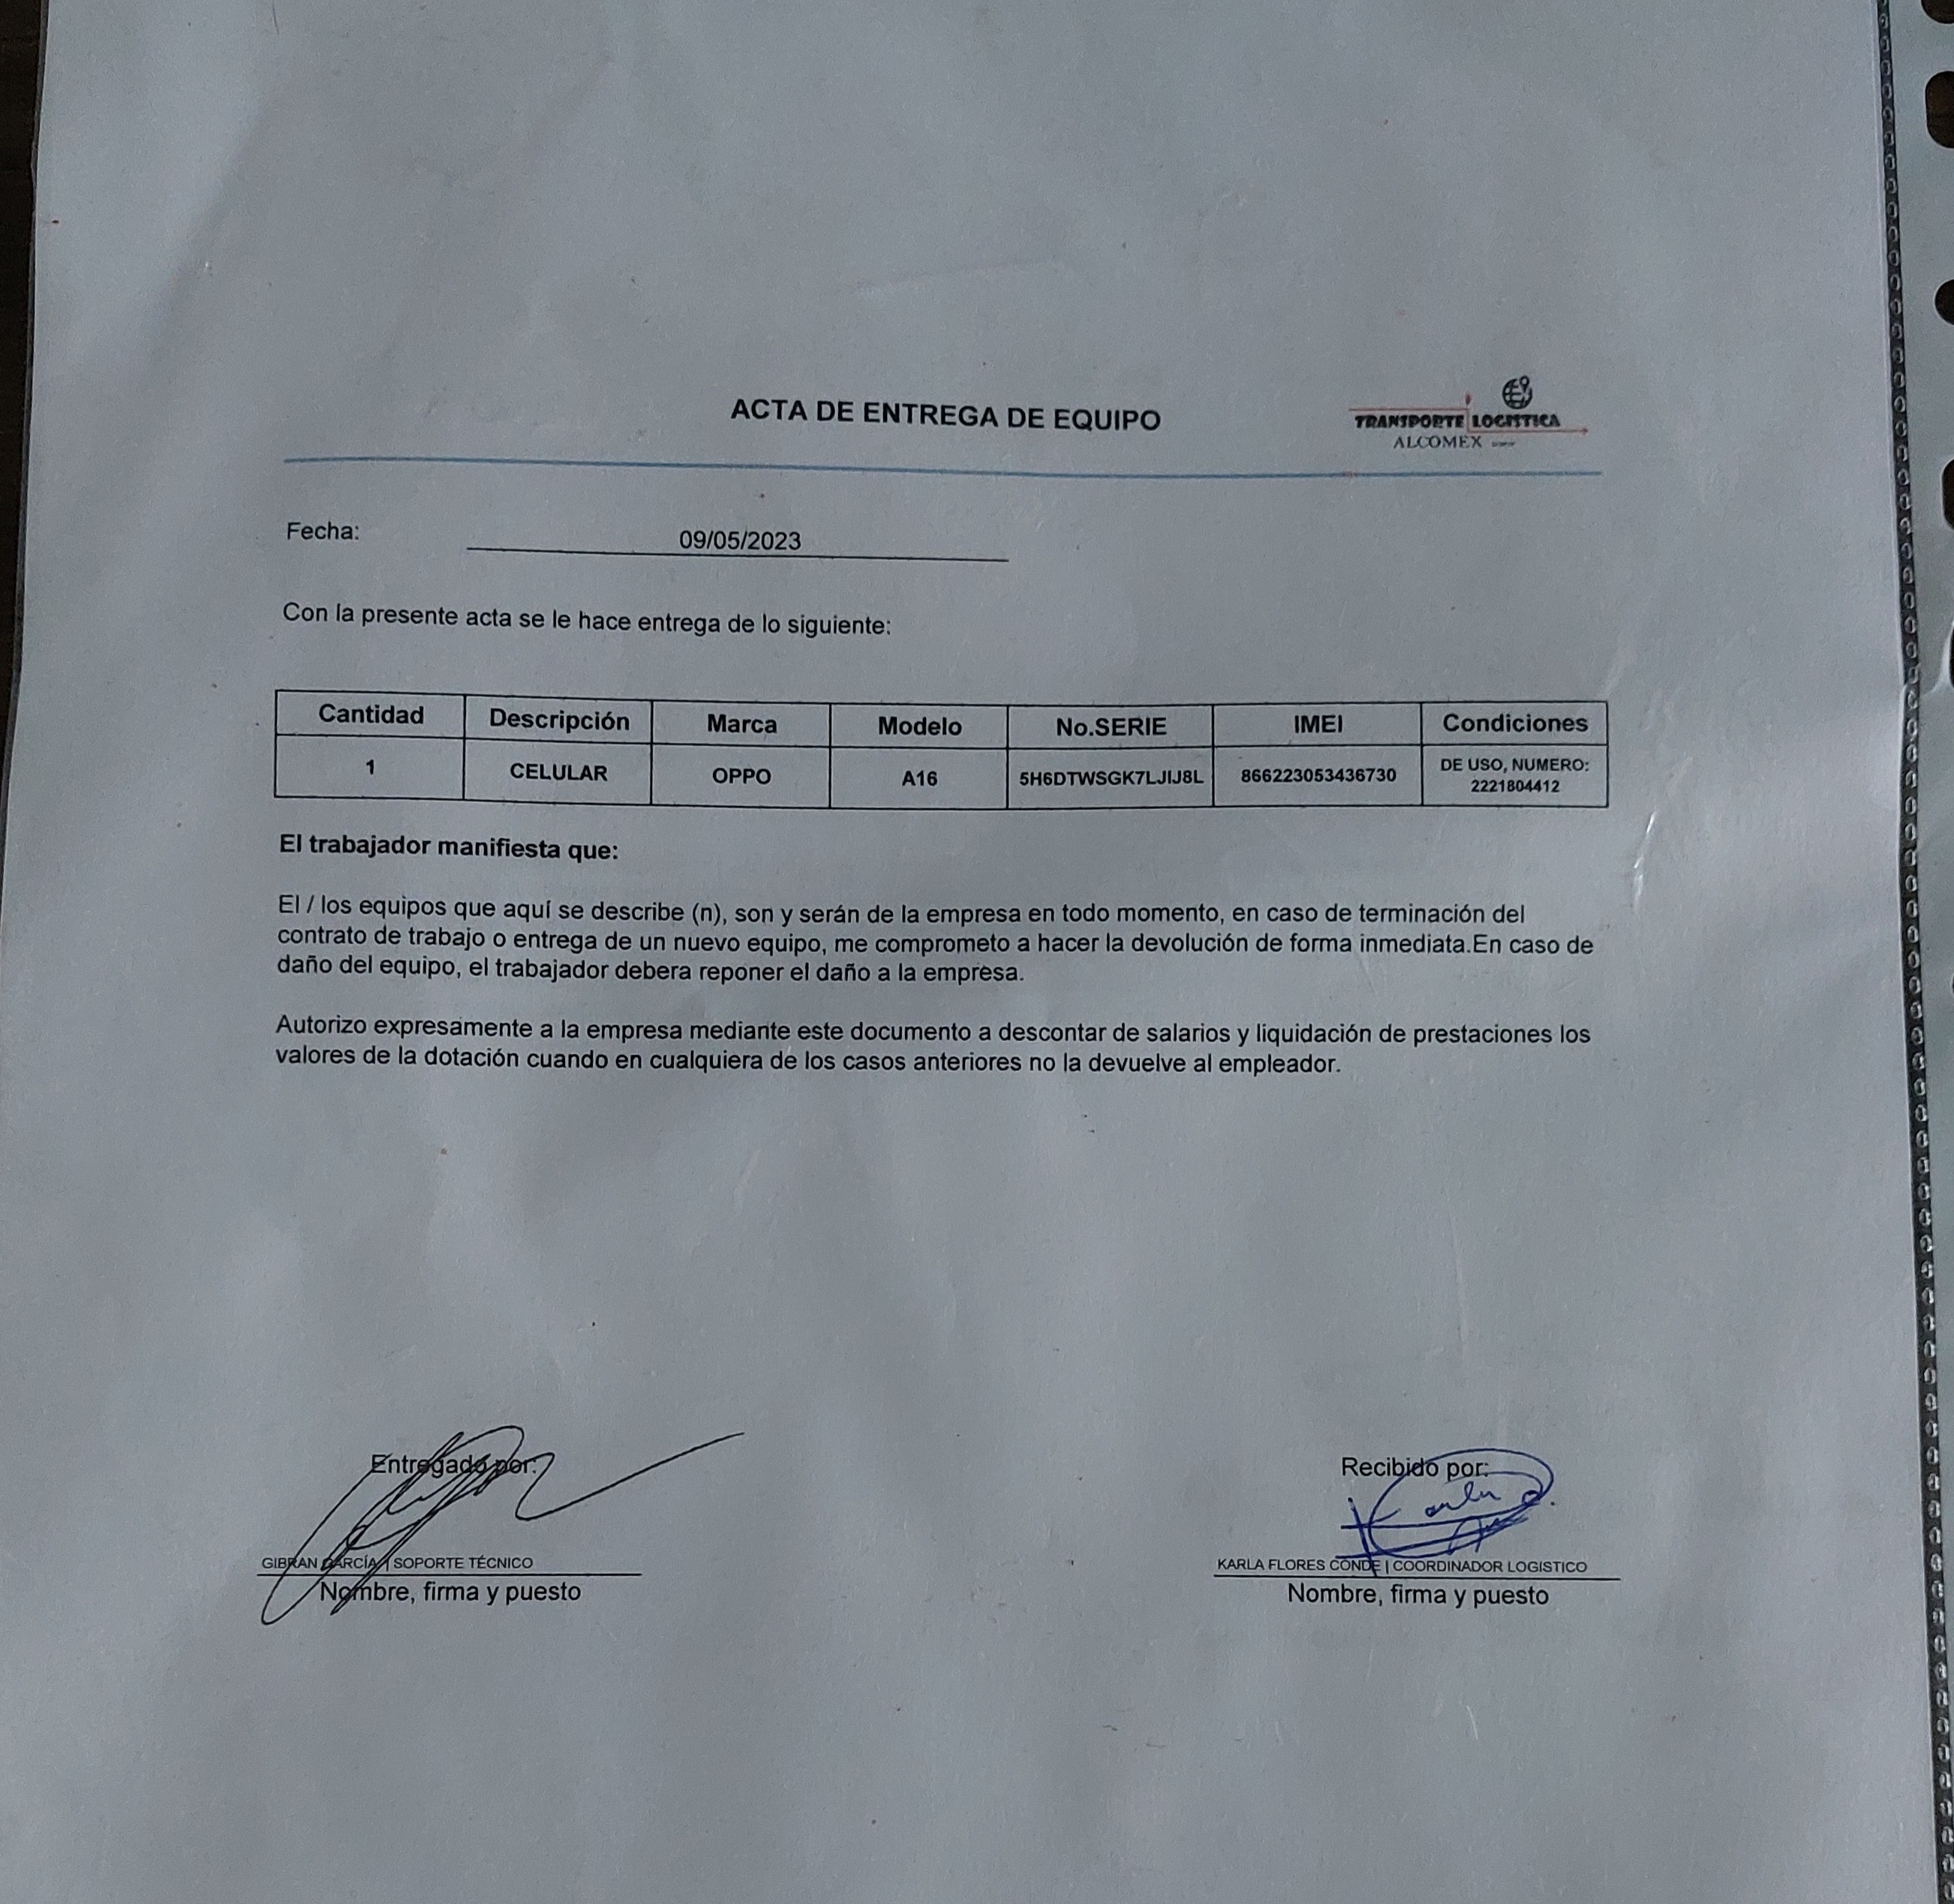 ACTA DE ENTREGA DE EQUIPO
TRANSPORTE LOGISTICA
ALCOMEX
Fecha: 09/05/2023
Con la presente acta se le hace entrega de lo siguiente:
Cantidad Descripción Marca Modelo No.SERIE IMEI Condiciones
1 CELULAR OPPO A16 5H6DTWSGK7LJIJ8L 866223053436730 DE USO, NUMERO:
2221804412
El trabajador manifiesta que:
El / los equipos que aquí se describe (n), son y serán de la empresa en todo momento, en caso de terminación del
contrato de trabajo o entrega de un nuevo equipo, me comprometo a hacer la devolución de forma inmediata.En caso de
daño del equipo, el trabajador debera reponer el daño a la empresa.
Autorizo expresamente a la empresa mediante este documento a descontar de salarios y liquidación de prestaciones los
valores de la dotación cuando en cualquiera de los casos anteriores no la devuelve al empleador.
Entregado por:
GIBRAN GARCÍA | SOPORTE TÉCNICO
Nombre, firma y puesto
Recibido por:
Karla
KARLA FLORES CONDE | COORDINADOR LOGISTICO
Nombre, firma y puesto